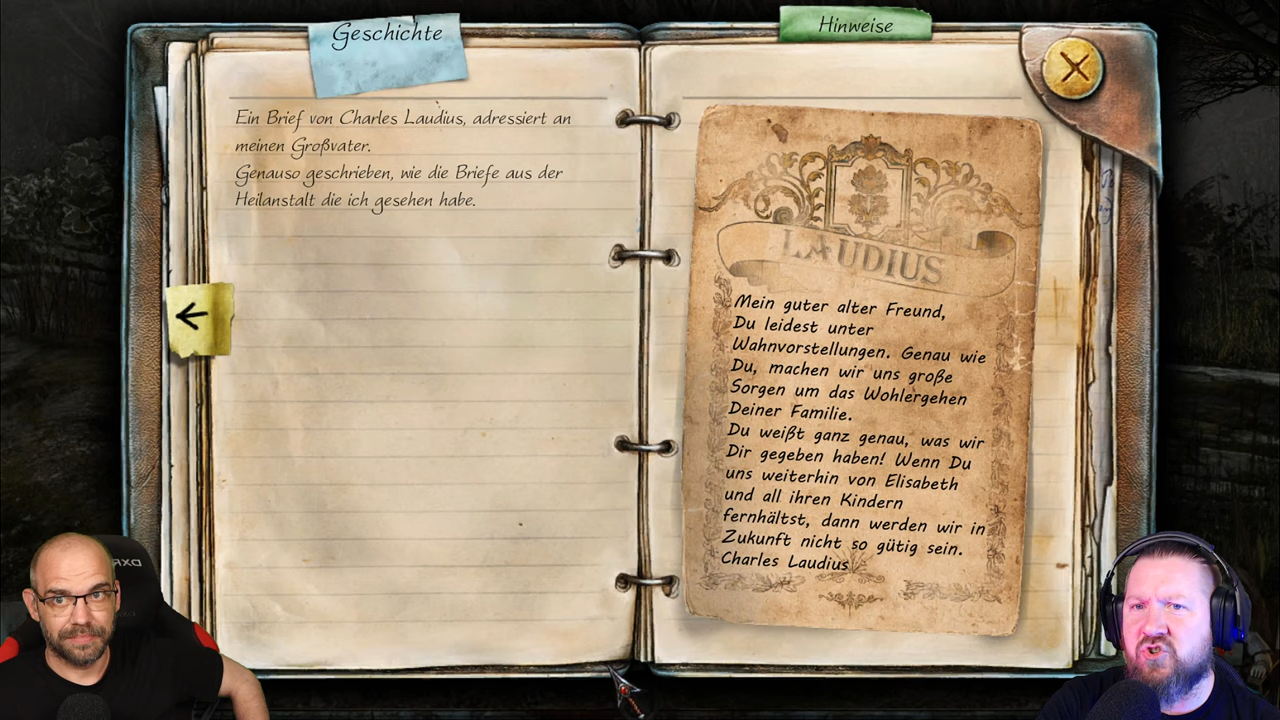 Geschichte
Hinweise
Ein Brief von Charles Laudius, adressiert an
meinen Großvater.
Genauso geschrieben, wie die Briefe aus der
Heilanstalt die ich gesehen habe.
LAUDIUS
Mein guter alter Freund,
Du leidest unter
Wahnvorstellungen. Genau wie
Du, machen wir uns große
Sorgen um das Wohlergehen
Deiner Familie.
Du weißt ganz genau, was wir
Dir gegeben haben! Wenn Du
uns weiterhin von Elisabeth
und all ihren Kindern
fernhältst, dann werden wir in
Zukunft nicht so gütig sein.
Charles Laudius